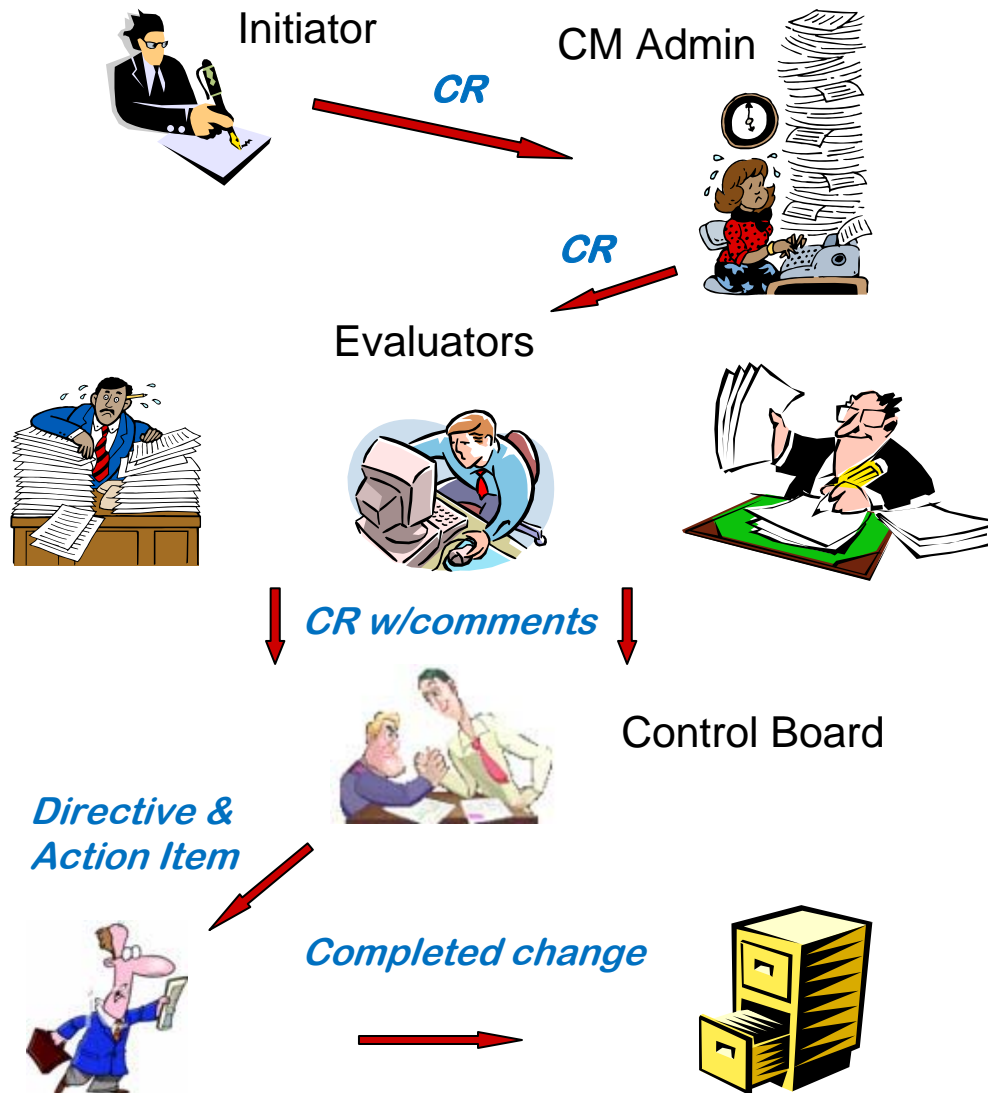 Initiator
CM Admin
CR
CR
Evaluators
CR w/comments
Control Board
Directive &
Action Item
Completed change